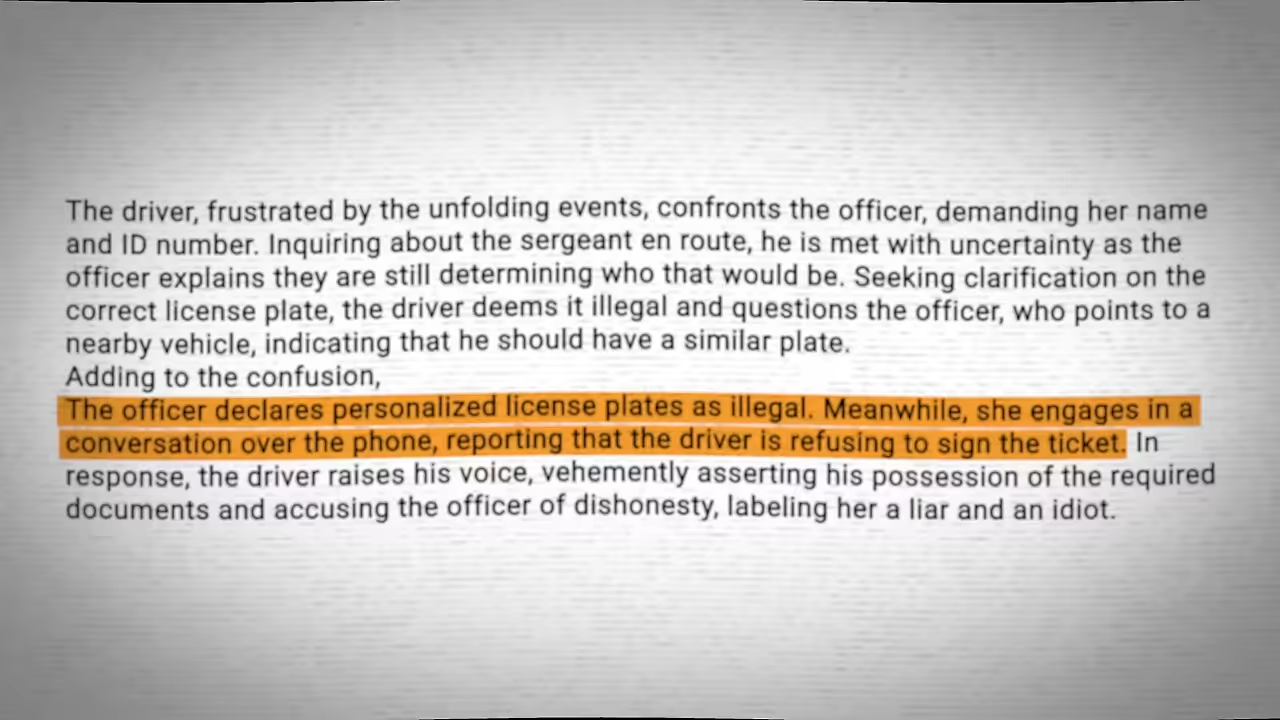 The driver, frustrated by the unfolding events, confronts the officer, demanding her name
and ID number. Inquiring about the sergeant en route, he is met with uncertainty as the
officer explains they are still determining who that would be. Seeking clarification on the
correct license plate, the driver deems it illegal and questions the officer, who points to a
nearby vehicle, indicating that he should have a similar plate.
Adding to the confusion,
The officer declares personalized license plates as illegal. Meanwhile, she engages in a
conversation over the phone, reporting that the driver is refusing to sign the ticket. In
response, the driver raises his voice, vehemently asserting his possession of the required
documents and accusing the officer of dishonesty, labeling her a liar and an idiot.